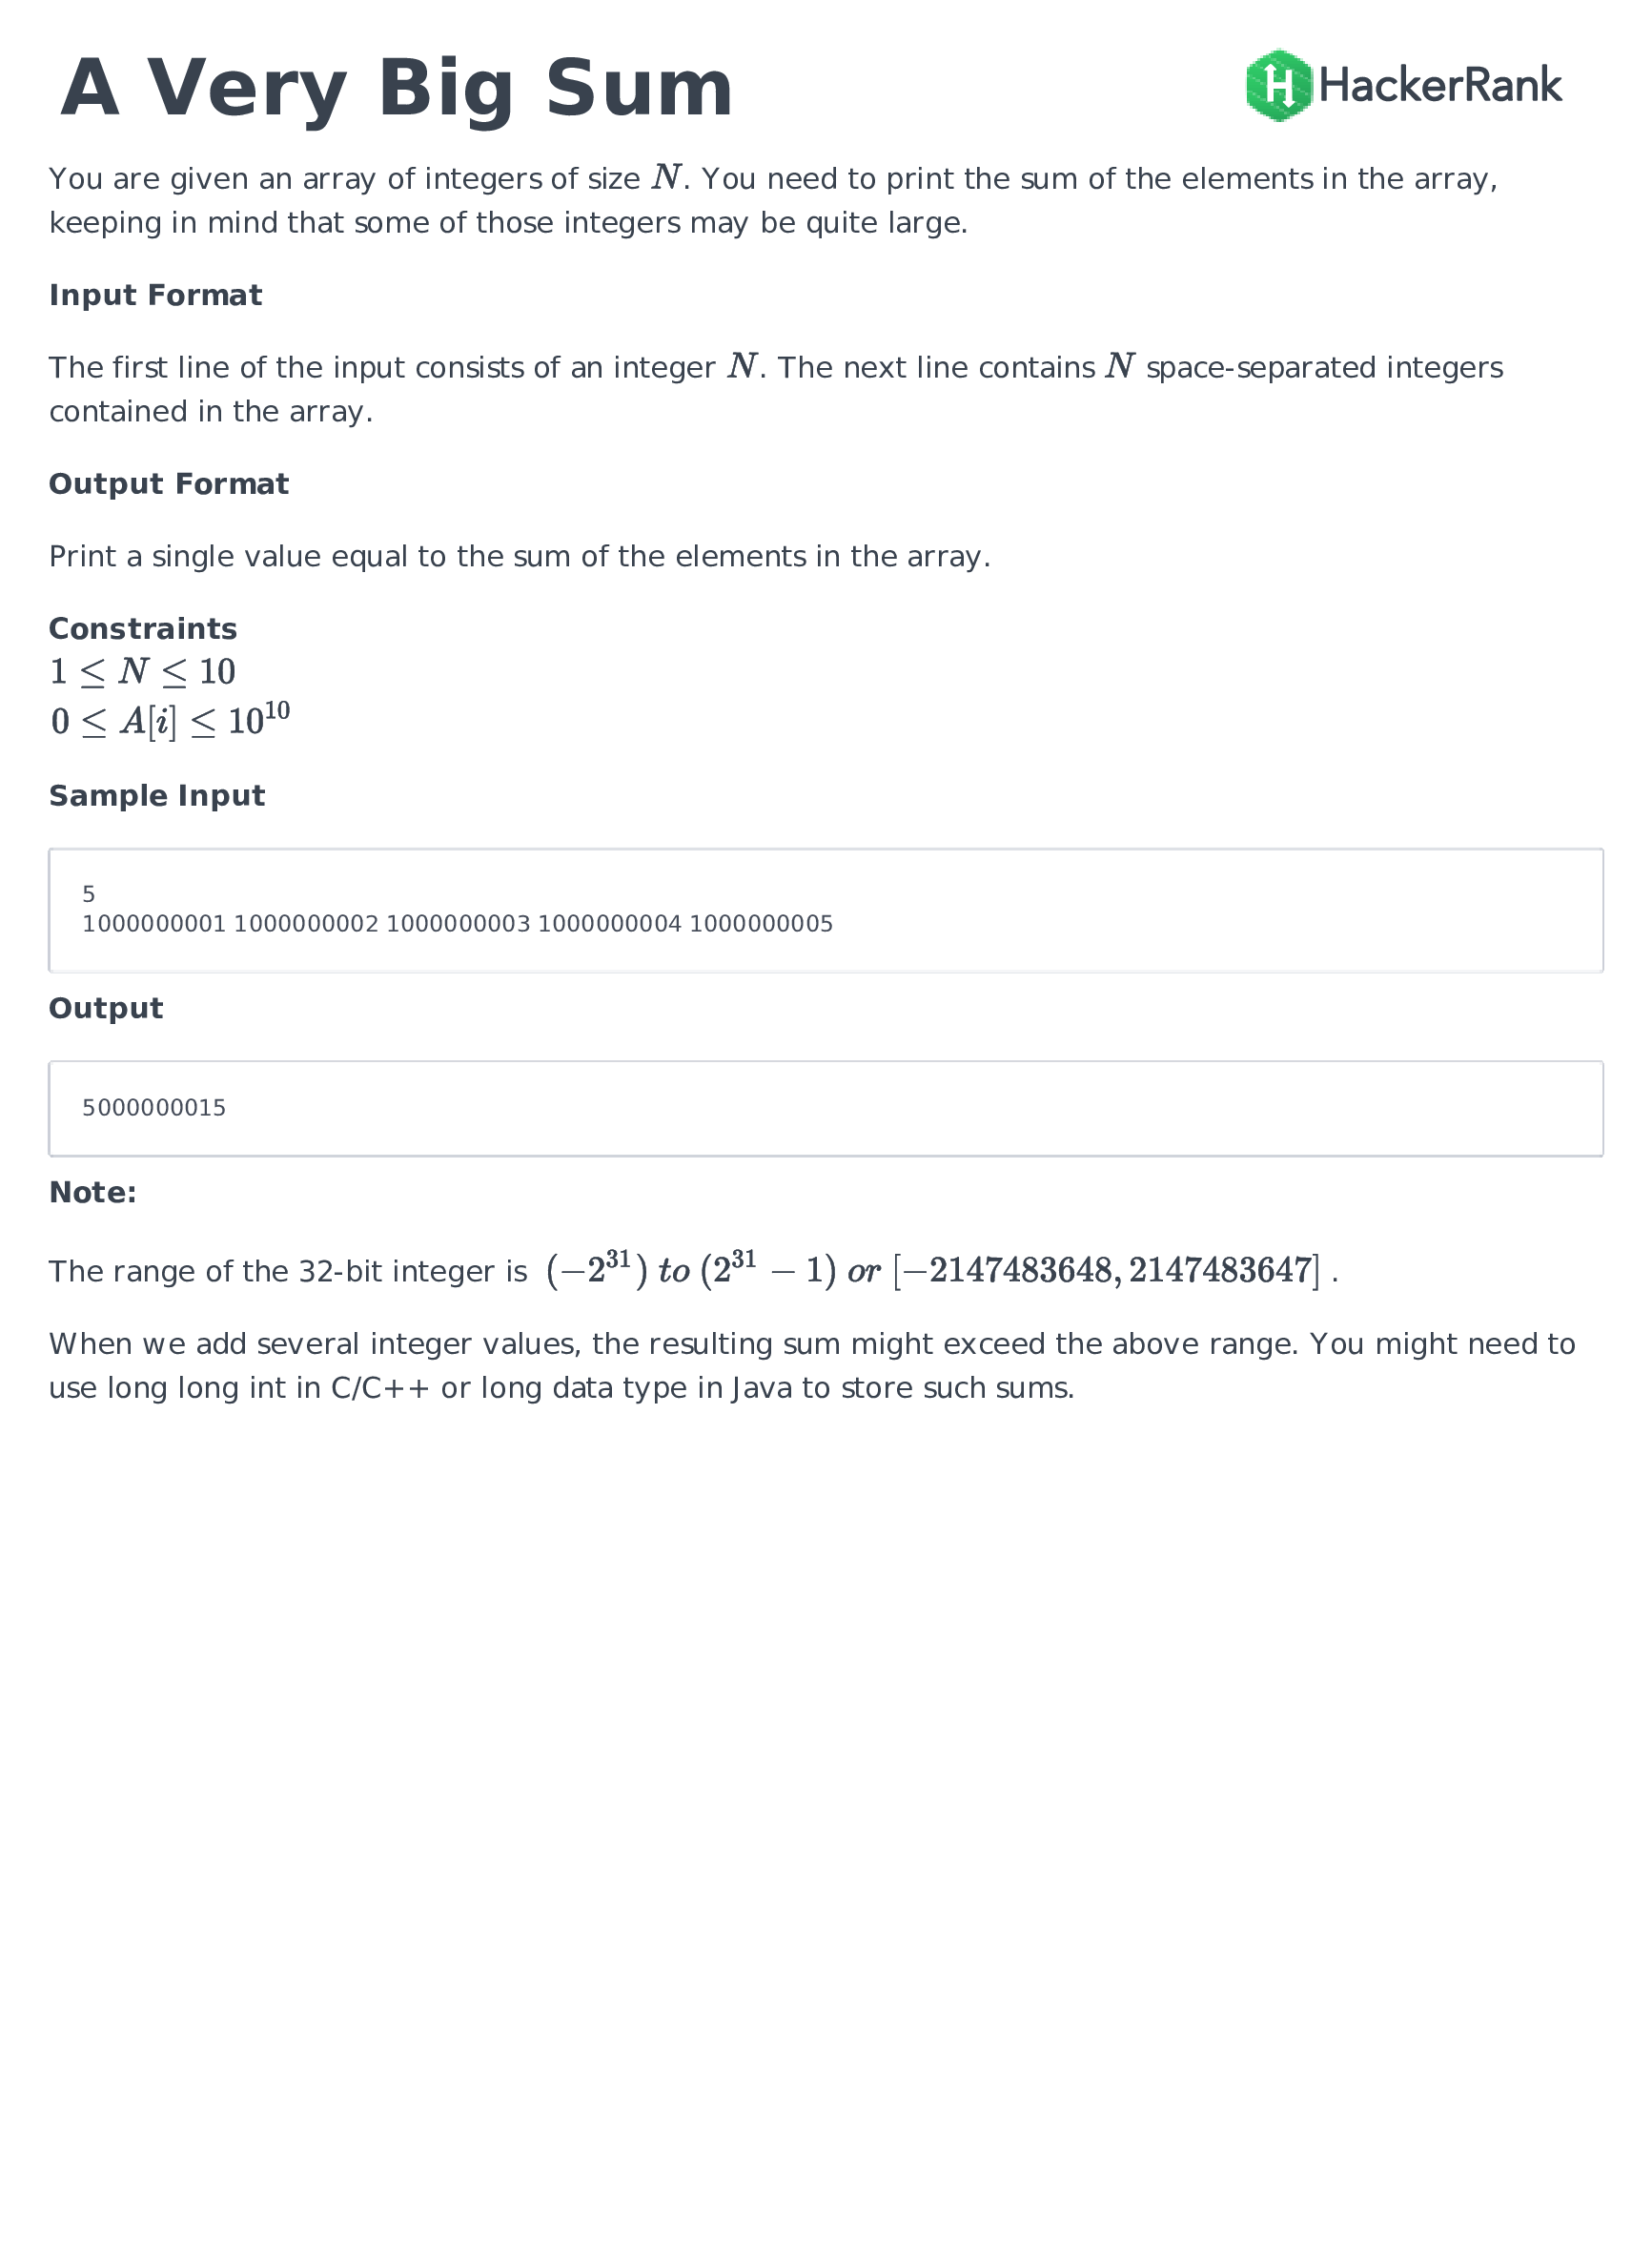 A Very Big Sum
HackerRank
You are given an array of integers of size N. You need to print the sum of the elements in the array,
keeping in mind that some of those integers may be quite large.
Input Format
The first line of the input consists of an integer N. The next line contains N space-separated integers
contained in the array.
Output Format
Print a single value equal to the sum of the elements in the array.
Constraints
1 ≤ N ≤ 10
0 ≤ A[i] ≤ 10^10
Sample Input
5
1000000001 1000000002 1000000003 1000000004 1000000005
Output
5000000015
Note:
The range of the 32-bit integer is (−2^31) to (2^31 − 1) or [−2147483648, 2147483647] .
When we add several integer values, the resulting sum might exceed the above range. You might need to
use long long int in C/C++ or long data type in Java to store such sums.